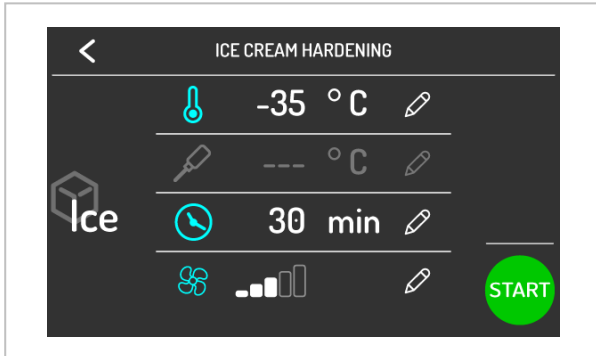 ICE CREAM HARDENING
-35 °C
--- °C
Ice
30 min
START